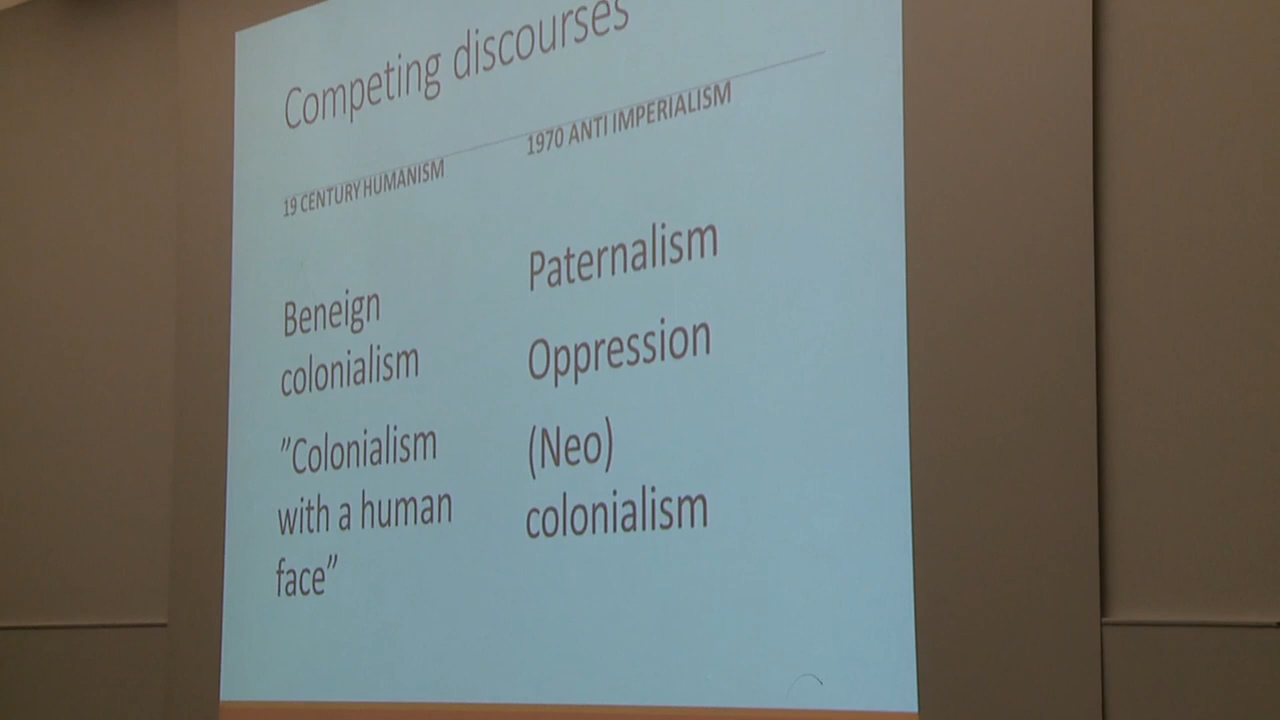 Competing discourses
19 CENTURY HUMANISM
Beneign
colonialism
”Colonialism
with a human
face”
1970 ANTI IMPERIALISM
Paternalism
Oppression
(Neo)
colonialism